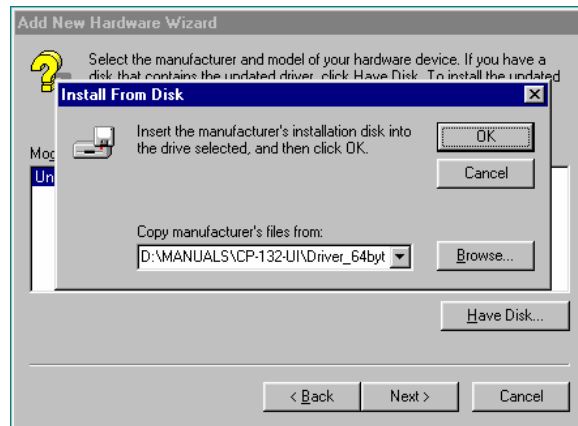 Add New Hardware Wizard
Select the manufacturer and model of your hardware device. If you have a
disk that contains the updated driver, click Have Disk. To install the updated
Install From Disk
Insert the manufacturer's installation disk into
the drive selected, and then click OK.
OK
Cancel
Copy manufacturer's files from:
D:\MANUALS\CP-132-UI\Driver_64byt
Browse...
Have Disk...
< Back
Next >
Cancel